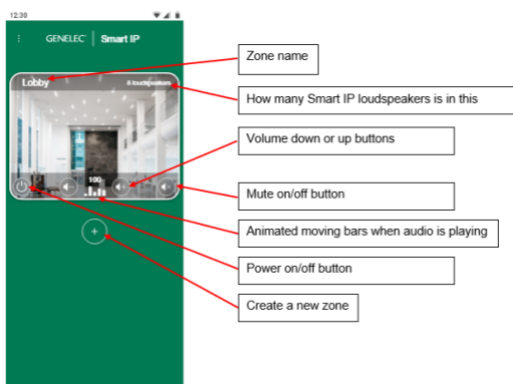 12:30
GENELEC Smart IP
Lobby
6 loudspeakers
100
Zone name
How many Smart IP loudspeakers is in this
Volume down or up buttons
Mute on/off button
Animated moving bars when audio is playing
Power on/off button
Create a new zone